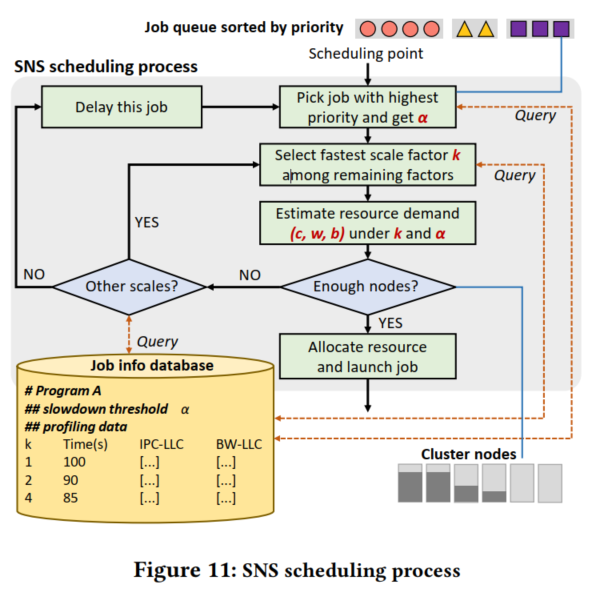 Job queue sorted by priority
Scheduling point
SNS scheduling process
Delay this job
Pick job with highest
priority and get α
Query
Select fastest scale factor k
among remaining factors
Query
Estimate resource demand
(c, w, b) under k and α
YES
NO
Other scales?
NO
Enough nodes?
YES
Query
Allocate resource
and launch job
Job info database
# Program A
## slowdown threshold α
## profiling data
k Time(s) IPC-LLC BW-LLC
1 100 [...] [...]
2 90 [...] [...]
4 85 [...] [...]
Cluster nodes
Figure 11: SNS scheduling process